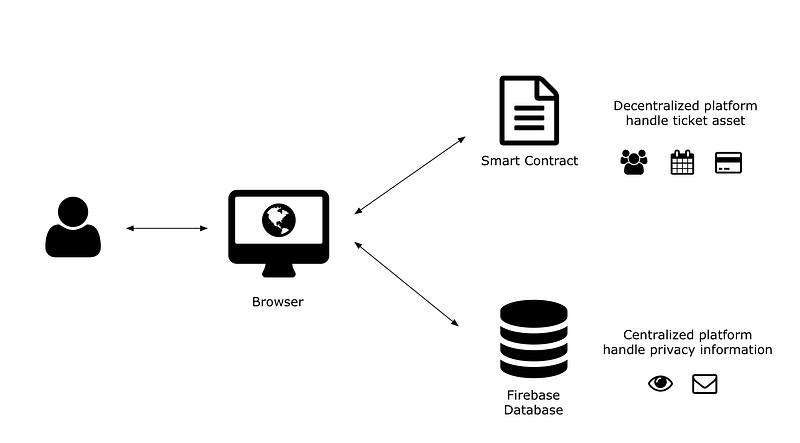 Decentralized platform
handle ticket asset
Smart Contract
Browser
Centralized platform
handle privacy information
Firebase
Database